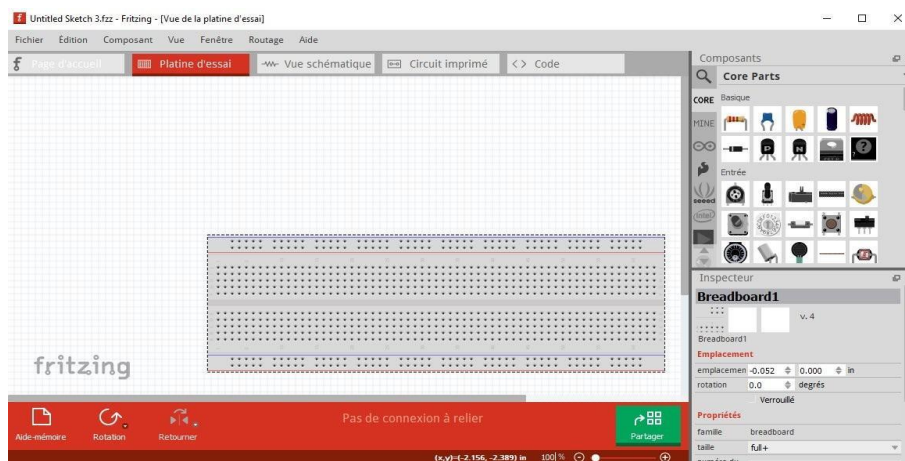 Untitled Sketch 3.fzz - Fritzing - [Vue de la platine d'essai]
Fichier Édition Composant Vue Fenêtre Routage Aide
Page d'accueil Platine d'essai Vue schématique Circuit imprimé Code
Composants
Core Parts
CORE Basique
MINE
Entrée
seeed
intel
fritzing
Inspecteur
Breadboard1
v. 4
Breadboard1
Emplacement
emplacemen -0.052 0.000 in
rotation 0.0 degrés
Verrouillé
Propriétés
famille breadboard
taille full+
Aide-mémoire Rotation Retourner
Pas de connexion à relier
Partager
(x,y)=(-2.156, -2.389) in 100 %